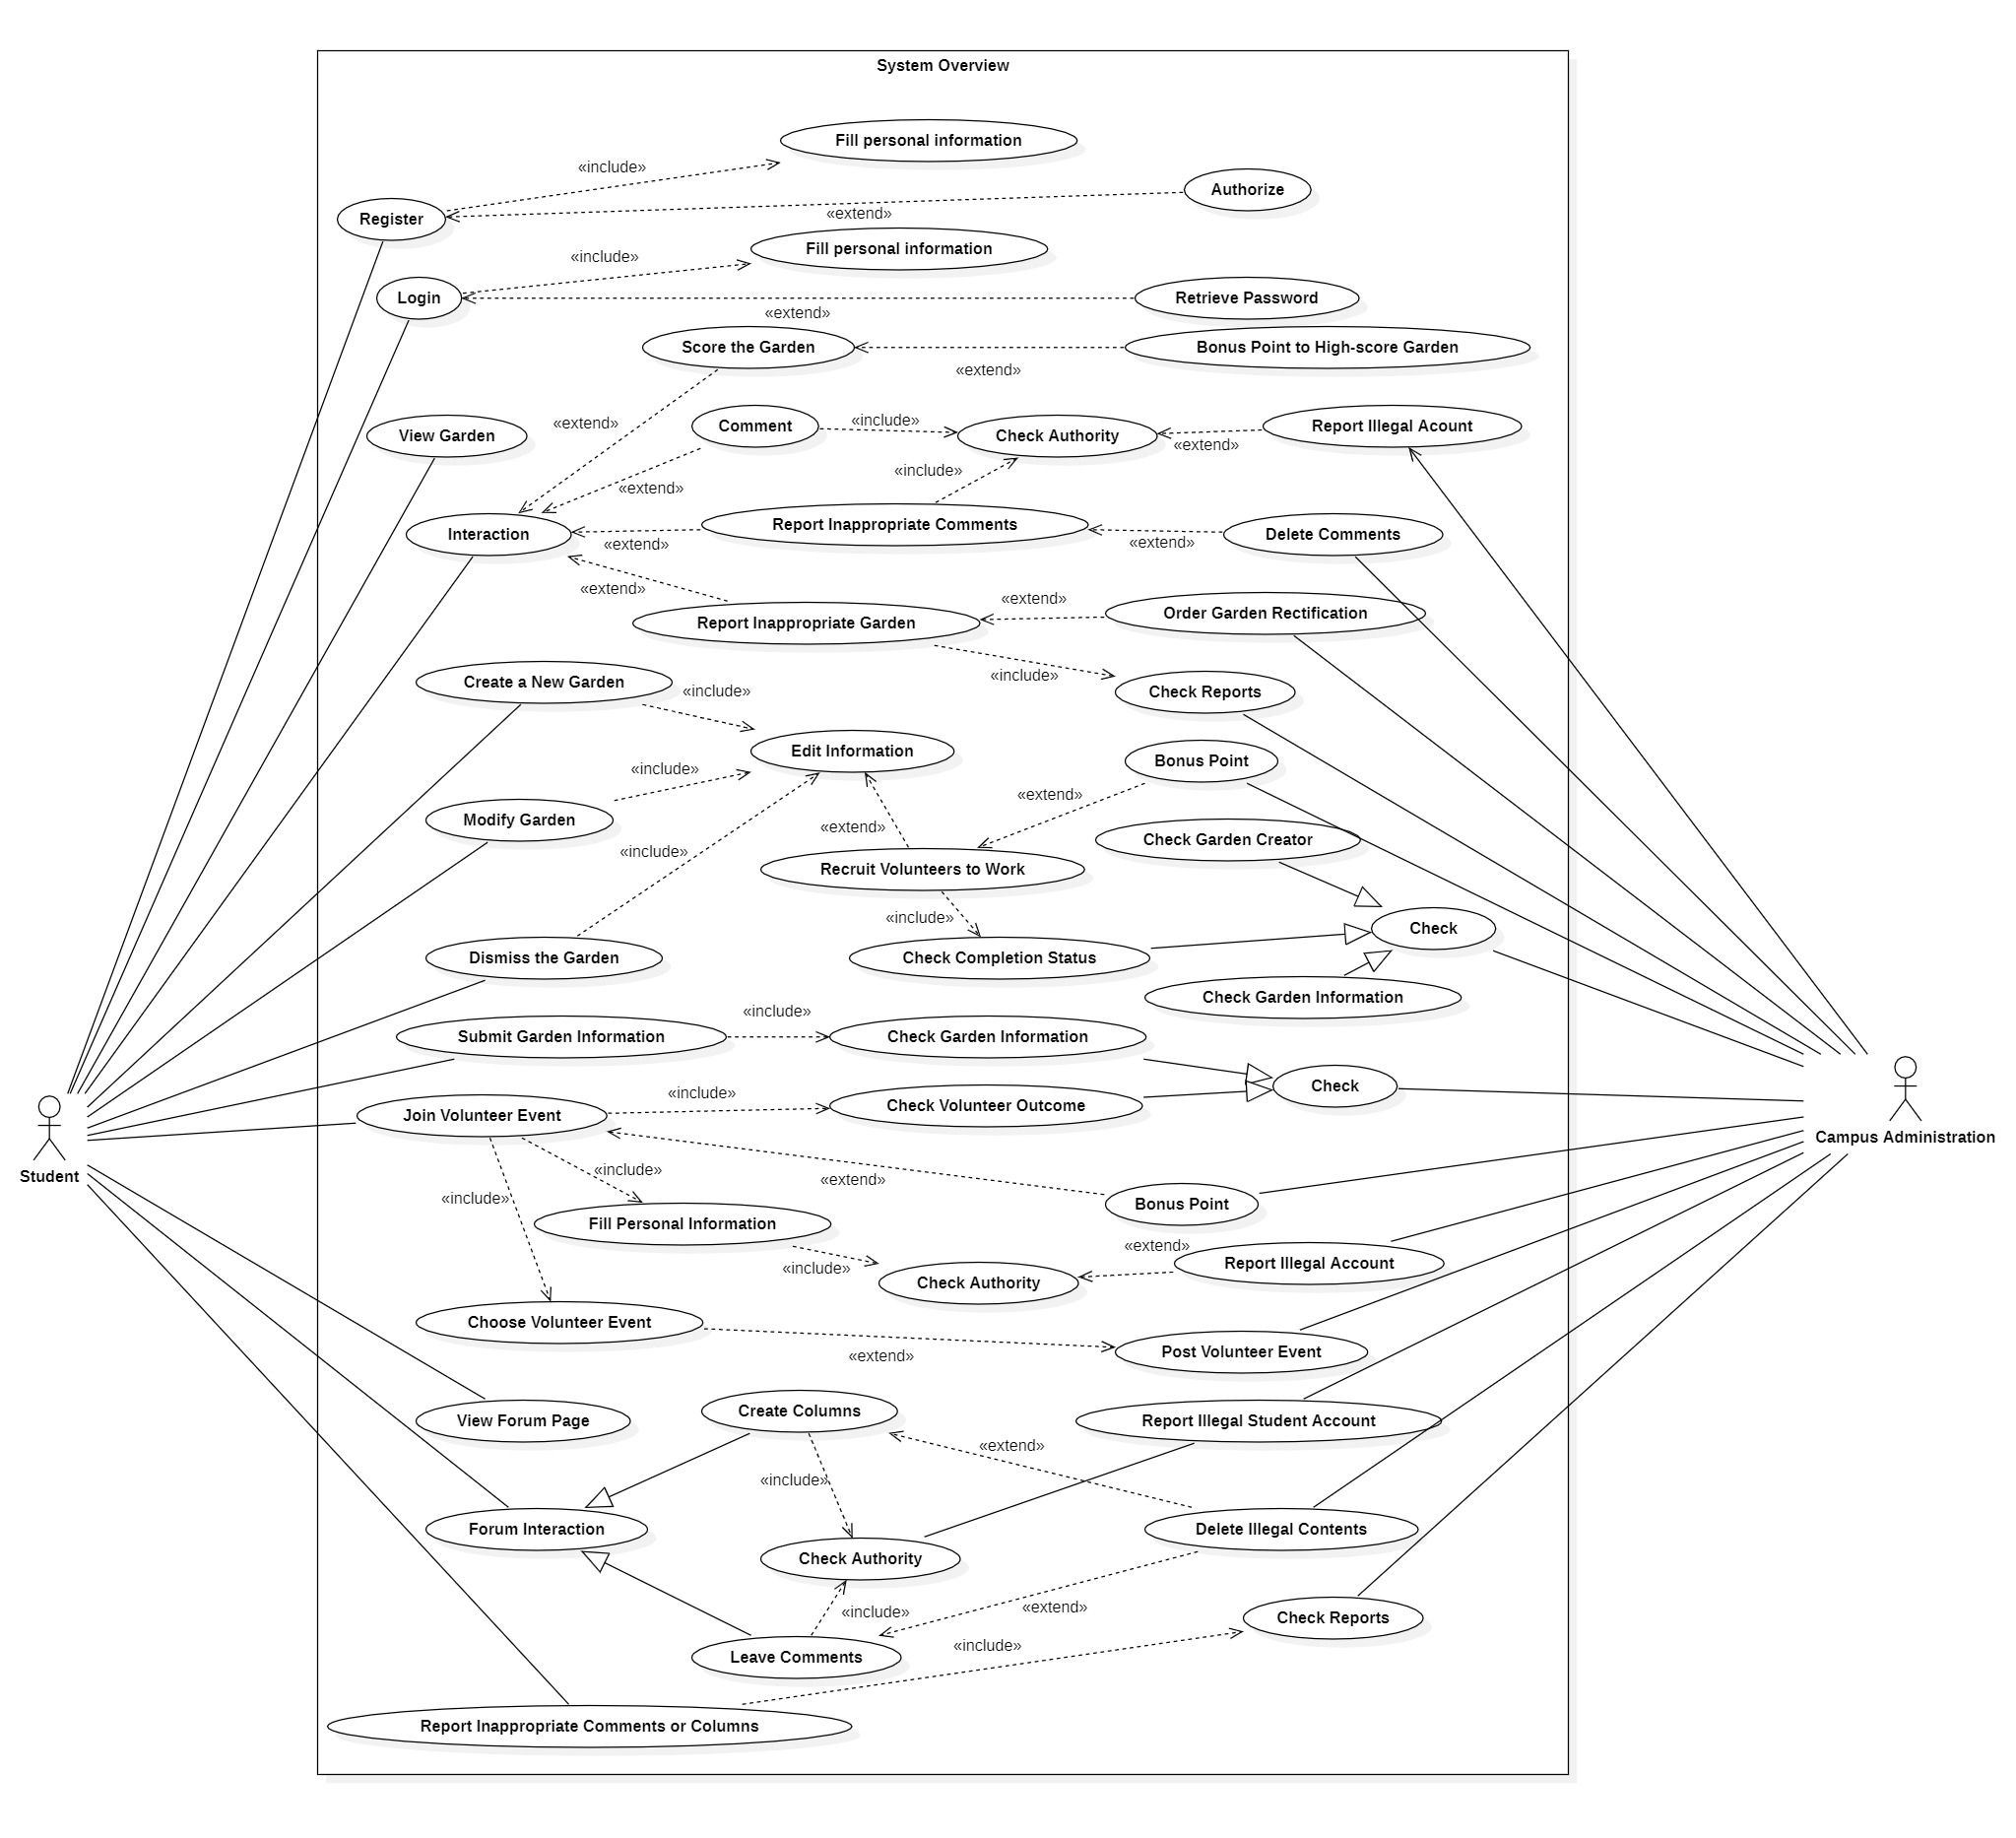 System Overview
Fill personal information
«include»
Authorize
«extend»
Register
Fill personal information
«include»
Login
Retrieve Password
«extend»
Score the Garden
Bonus Point to High-score Garden
«extend»
«extend»
Comment
«include»
Check Authority
Report Illegal Acount
«extend»
View Garden
«include»
«extend»
Interaction
Report Inappropriate Comments
Delete Comments
«extend»
«extend»
«extend»
«extend»
Report Inappropriate Garden
Order Garden Rectification
«include»
Create a New Garden
«include»
Check Reports
Edit Information
Bonus Point
«include»
«extend»
Modify Garden
«extend»
Check Garden Creator
«include»
Recruit Volunteers to Work
«include»
Check
Dismiss the Garden
Check Completion Status
Check Garden Information
«include»
Submit Garden Information
Check Garden Information
«include»
Check
Join Volunteer Event
Check Volunteer Outcome
Student
Campus Administration
«include»
«extend»
«include»
Bonus Point
Fill Personal Information
«extend»
«include»
Report Illegal Account
Check Authority
Choose Volunteer Event
«extend»
Post Volunteer Event
Create Columns
View Forum Page
Report Illegal Student Account
«extend»
«include»
Forum Interaction
Delete Illegal Contents
Check Authority
«include»
«extend»
Check Reports
«include»
Leave Comments
Report Inappropriate Comments or Columns